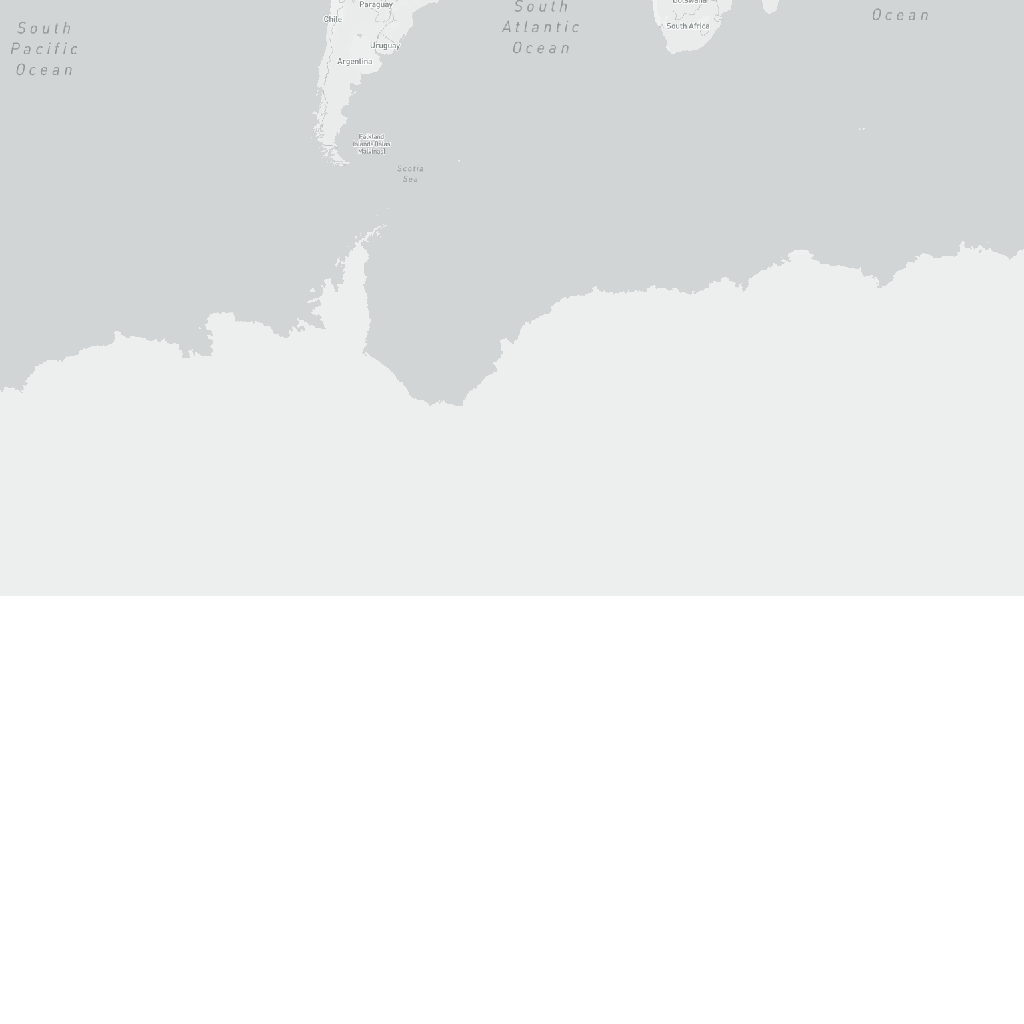 South
Pacific
Ocean
Chile
Paraguay
Uruguay
Argentina
Falkland
Islands (Islas
Malvinas)
Scotia
Sea
South
Atlantic
Ocean
Botswana
South Africa
Ocean